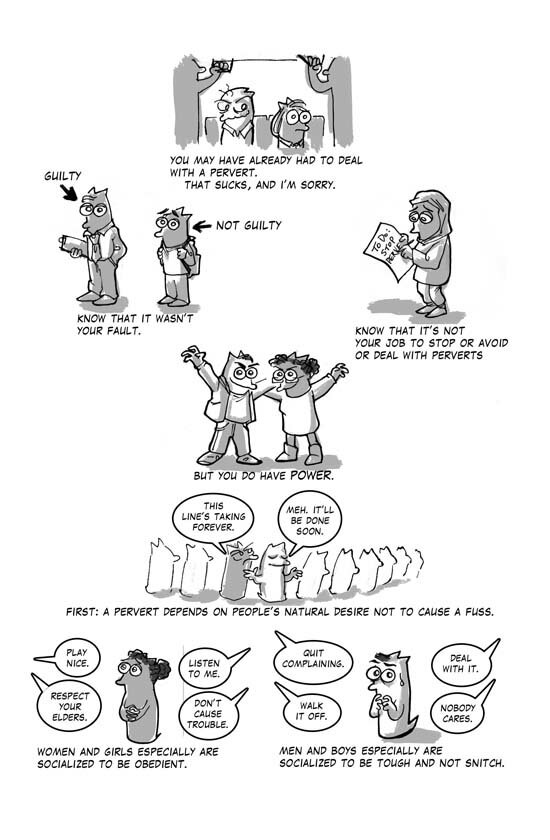 YOU MAY HAVE ALREADY HAD TO DEAL
WITH A PERVERT.
THAT SUCKS, AND I'M SORRY.
GUILTY
NOT GUILTY
KNOW THAT IT WASN'T
YOUR FAULT.
TO DO:
STOP
KNOW THAT IT'S NOT
YOUR JOB TO STOP OR AVOID
OR DEAL WITH PERVERTS
BUT YOU DO HAVE POWER.
THIS
LINE'S TAKING
FOREVER.
MEH. IT'LL
BE DONE
SOON.
FIRST: A PERVERT DEPENDS ON PEOPLE'S NATURAL DESIRE NOT TO CAUSE A FUSS.
PLAY
NICE.
LISTEN
TO ME.
RESPECT
YOUR
ELDERS.
DON'T
CAUSE
TROUBLE.
WOMEN AND GIRLS ESPECIALLY ARE
SOCIALIZED TO BE OBEDIENT.
QUIT
COMPLAINING.
DEAL
WITH IT.
WALK
IT OFF.
NOBODY
CARES.
MEN AND BOYS ESPECIALLY ARE
SOCIALIZED TO BE TOUGH AND NOT SNITCH.